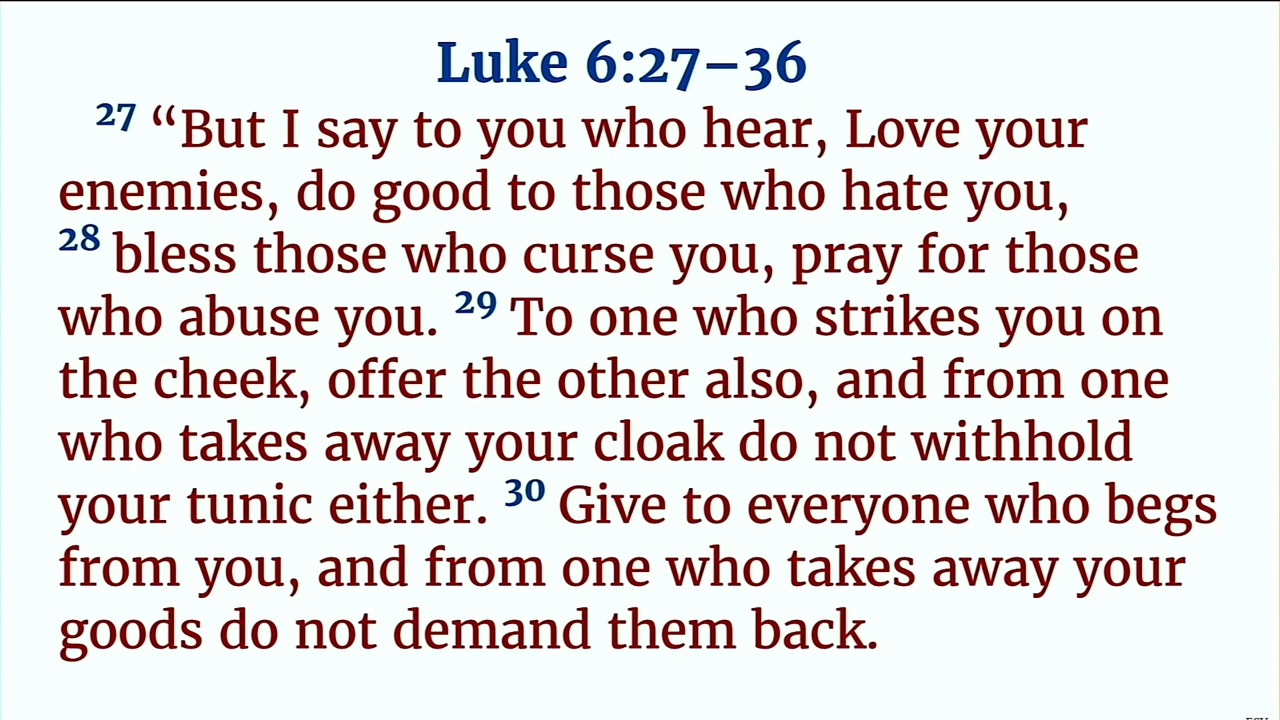 Luke 6:27–36
27 “But I say to you who hear, Love your
enemies, do good to those who hate you,
28 bless those who curse you, pray for those
who abuse you. 29 To one who strikes you on
the cheek, offer the other also, and from one
who takes away your cloak do not withhold
your tunic either. 30 Give to everyone who begs
from you, and from one who takes away your
goods do not demand them back.